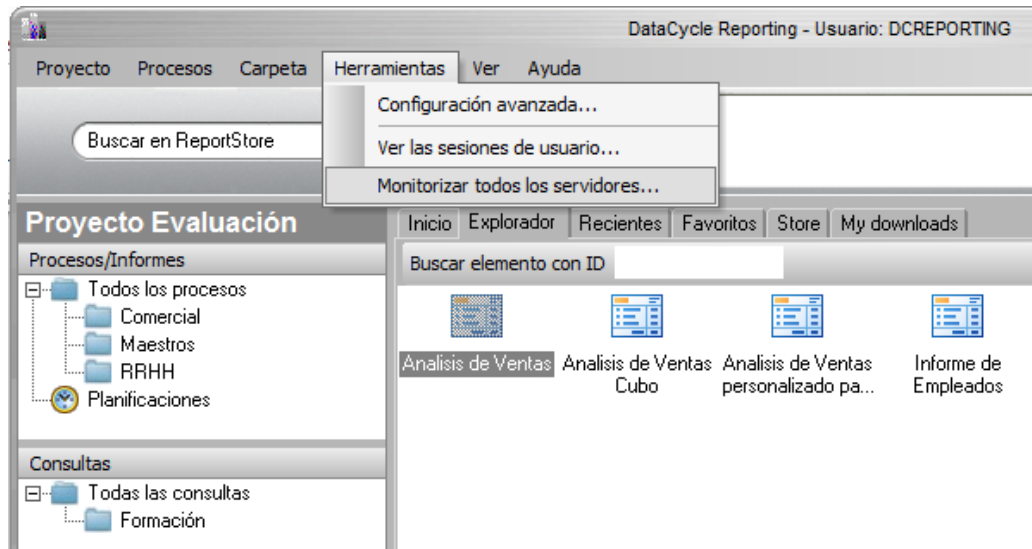 DataCycle Reporting - Usuario: DCREPORTING
Proyecto Procesos Carpeta Herramientas Ver Ayuda
Configuración avanzada...
Buscar en ReportStore
Ver las sesiones de usuario...
Monitorizar todos los servidores...
Proyecto Evaluación
Inicio Explorador Recientes Favoritos Store My downloads
Procesos/Informes
Buscar elemento con ID
Todos los procesos
Comercial
Maestros
RRHH
Planificaciones
Analisis de Ventas
Analisis de Ventas
Cubo
Analisis de Ventas
personalizado pa...
Informe de
Empleados
Consultas
Todas las consultas
Formación